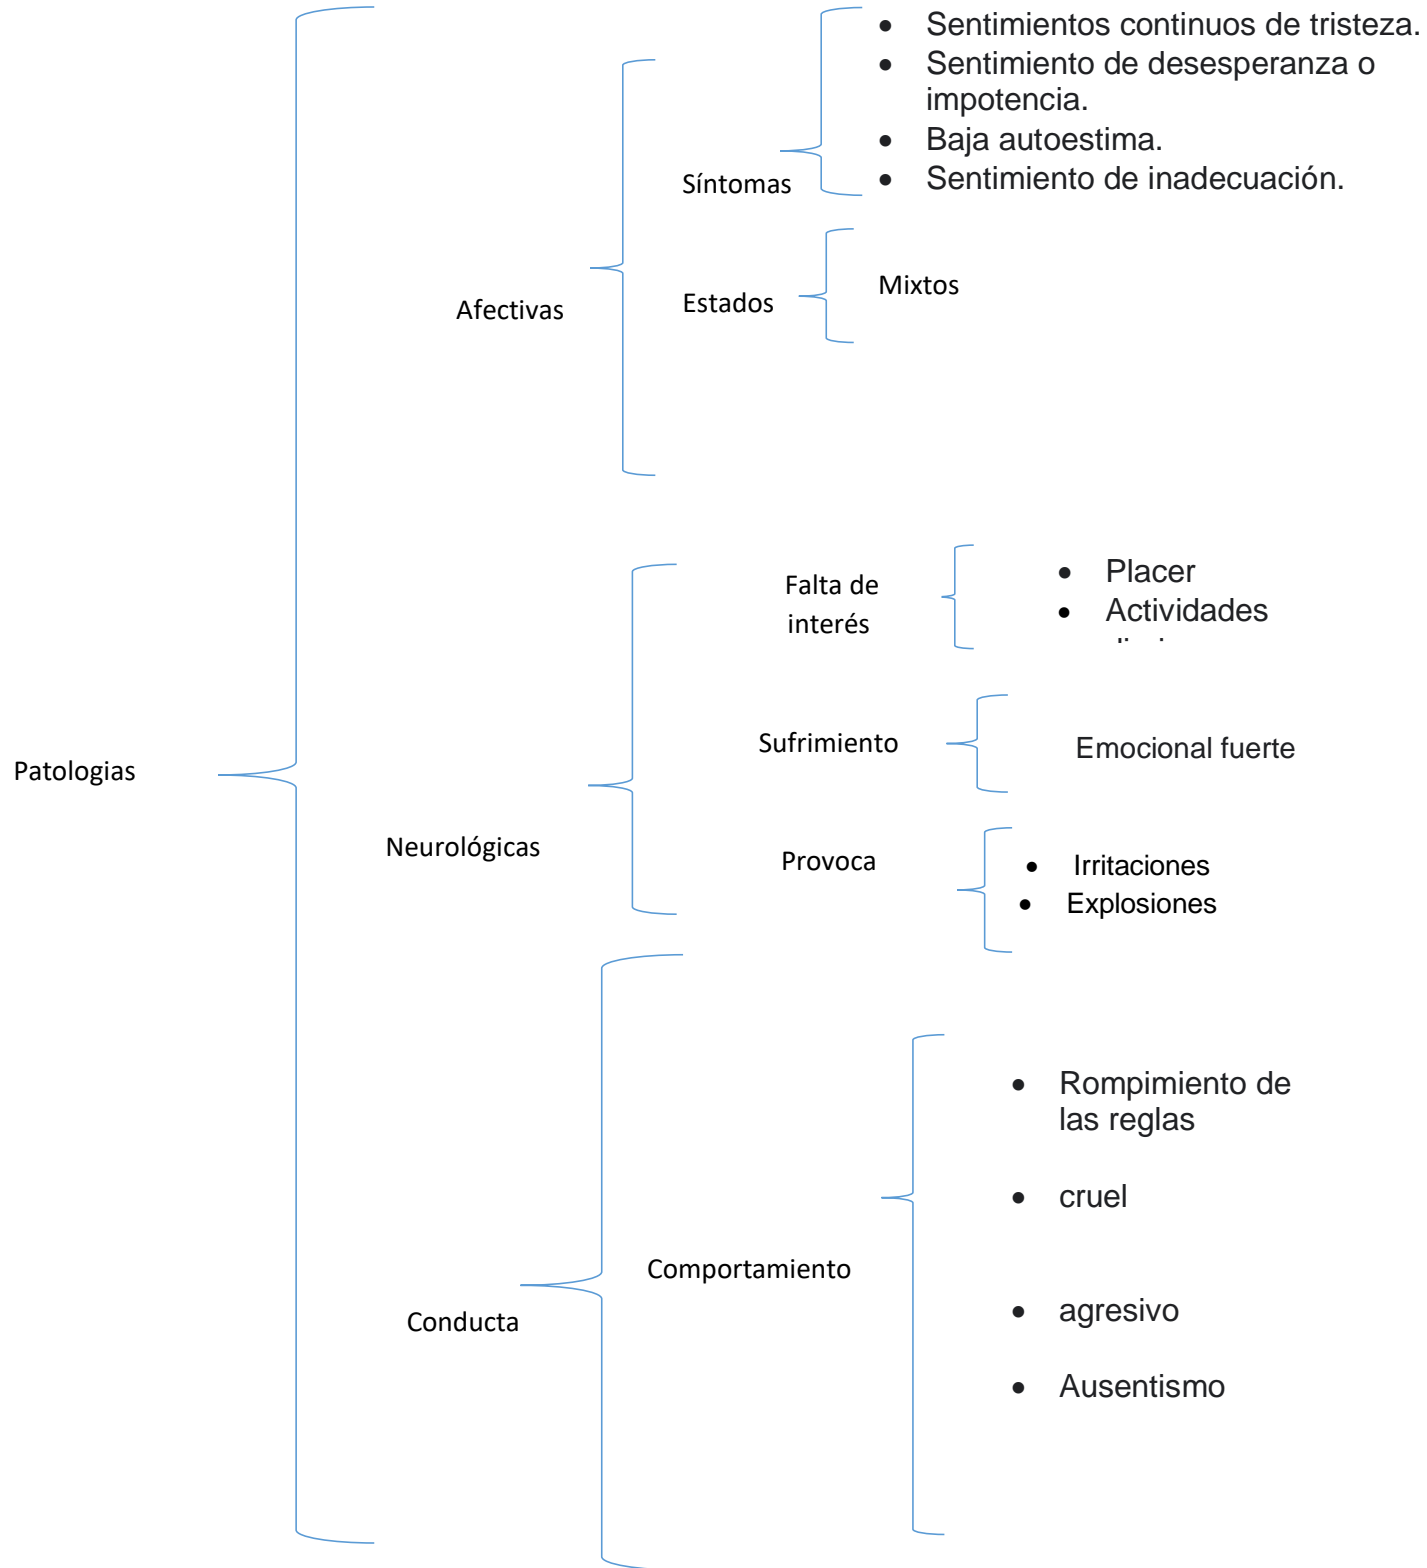 Sentimientos continuos de tristeza.
Sentimiento de desesperanza o
impotencia.
Baja autoestima.
Síntomas
Sentimiento de inadecuación.
Afectivas
Estados
Mixtos
Falta de
interés
Placer
Actividades
Sufrimiento
Emocional fuerte
Patologias
Neurológicas
Provoca
Irritaciones
Explosiones
Rompimiento de
las reglas
cruel
Comportamiento
Conducta
agresivo
Ausentismo